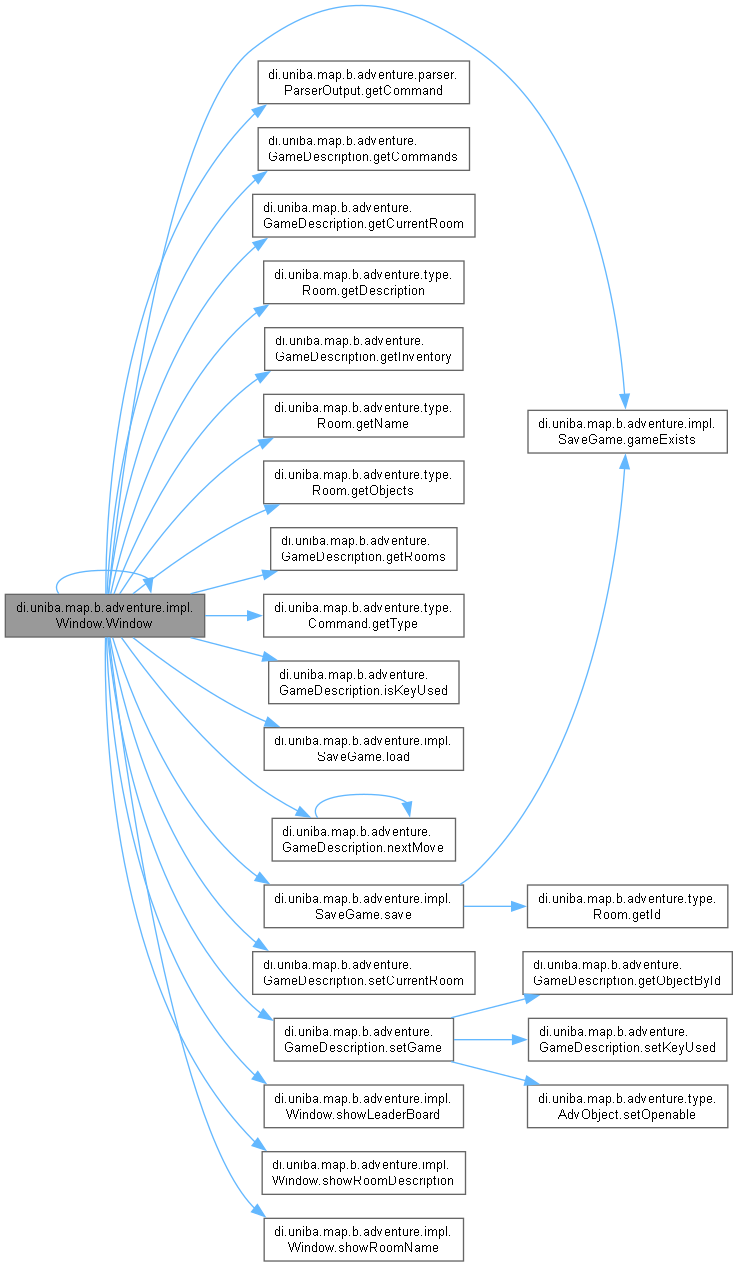 di.uniba.map.b.adventure.parser.
ParserOutput.getCommand
di.uniba.map.b.adventure.
GameDescription.getCommands
di.uniba.map.b.adventure.
GameDescription.getCurrentRoom
di.uniba.map.b.adventure.type.
Room.getDescription
di.uniba.map.b.adventure.
GameDescription.getInventory
di.uniba.map.b.adventure.type.
Room.getName
di.uniba.map.b.adventure.impl.
SaveGame.gameExists
di.uniba.map.b.adventure.type.
Room.getObjects
di.uniba.map.b.adventure.
GameDescription.getRooms
di.uniba.map.b.adventure.impl.
Window.Window
di.uniba.map.b.adventure.type.
Command.getType
di.uniba.map.b.adventure.
GameDescription.isKeyUsed
di.uniba.map.b.adventure.impl.
SaveGame.load
di.uniba.map.b.adventure.
GameDescription.nextMove
di.uniba.map.b.adventure.impl.
SaveGame.save
di.uniba.map.b.adventure.type.
Room.getId
di.uniba.map.b.adventure.
GameDescription.setCurrentRoom
di.uniba.map.b.adventure.
GameDescription.getObjectById
di.uniba.map.b.adventure.
GameDescription.setGame
di.uniba.map.b.adventure.
GameDescription.setKeyUsed
di.uniba.map.b.adventure.impl.
Window.showLeaderBoard
di.uniba.map.b.adventure.type.
AdvObject.setOpenable
di.uniba.map.b.adventure.impl.
Window.showRoomDescription
di.uniba.map.b.adventure.impl.
Window.showRoomName